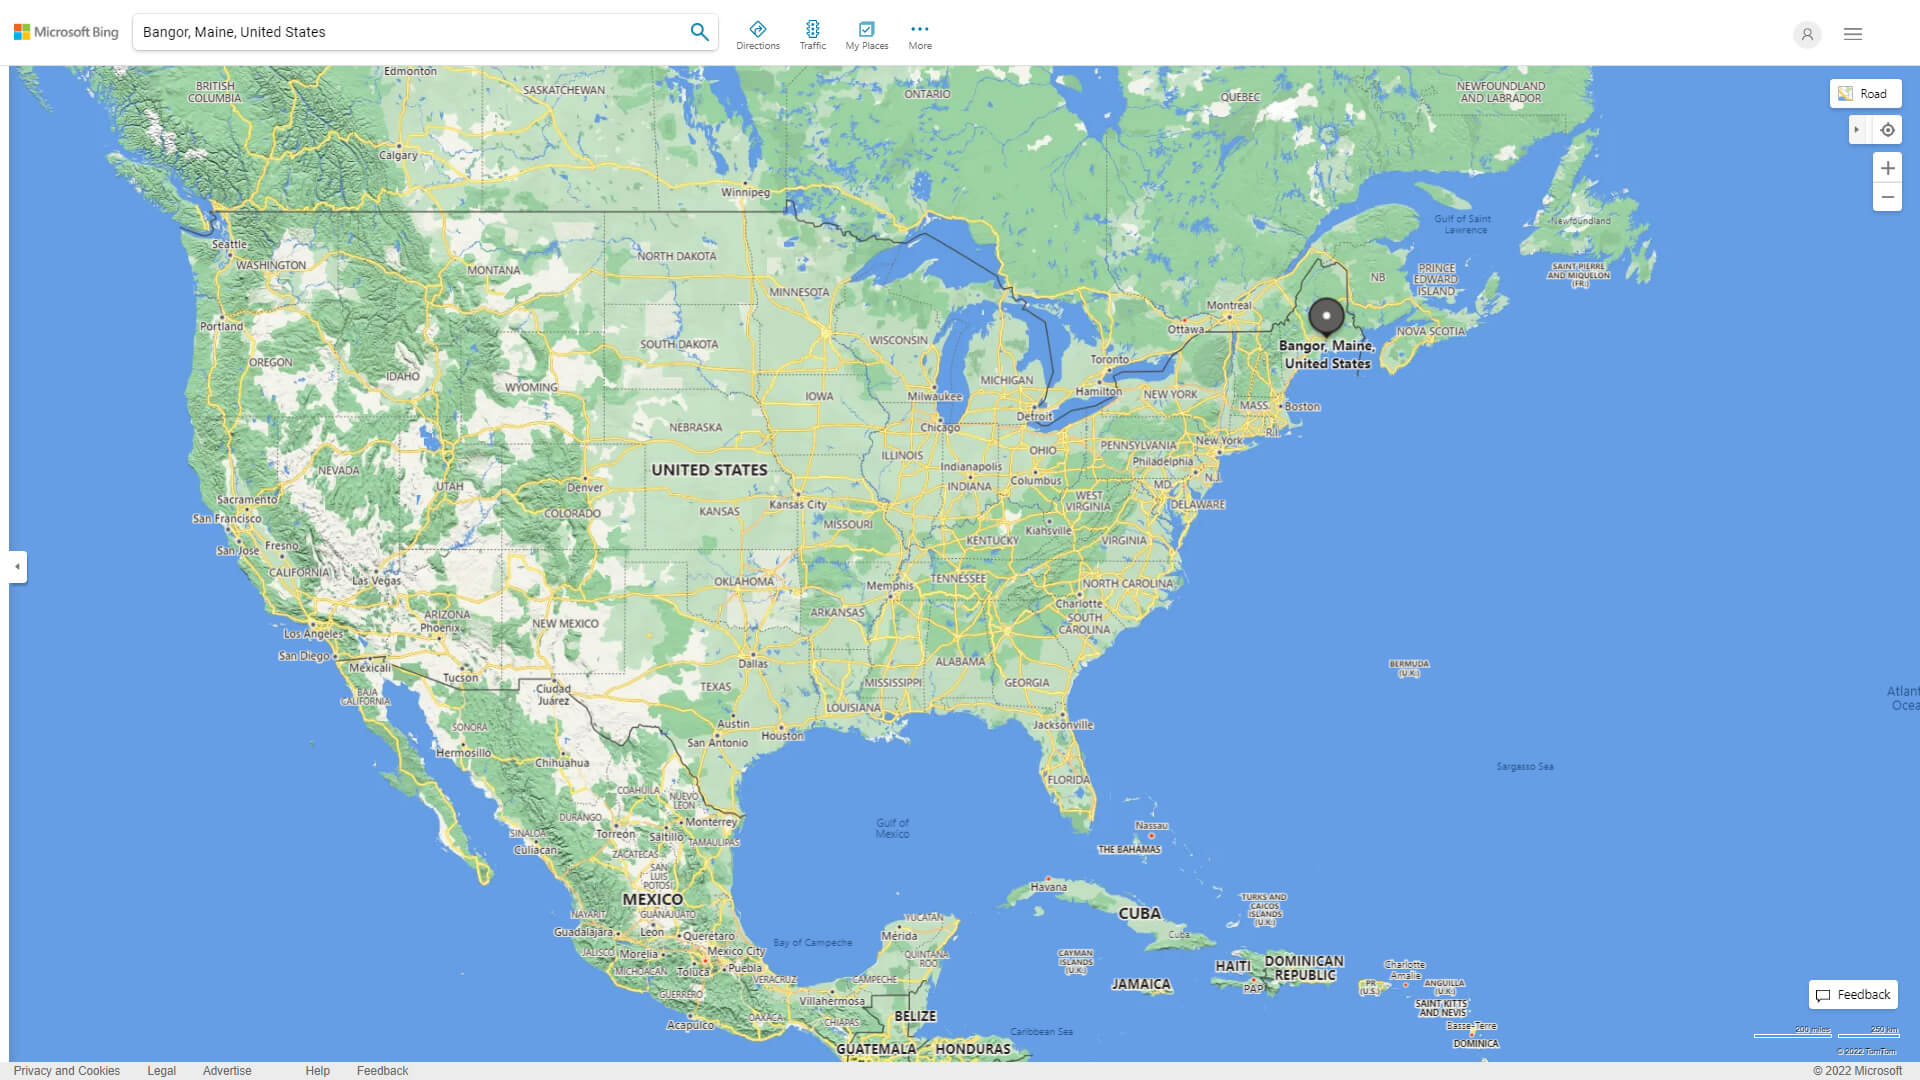 Microsoft Bing
Bangor, Maine, United States
Directions
Traffic
My Places
More
Road
Edmonton
BRITISH
COLUMBIA
SASKATCHEWAN
ONTARIO
QUEBEC
NEWFOUNDLAND
AND LABRADOR
Calgary
Winnipeg
Gulf of Saint
Lawrence
Newfoundland
Seattle
WASHINGTON
MONTANA
NORTH DAKOTA
MINNESOTA
NB
PRINCE
EDWARD
ISLAND
SAINT PIERRE
AND MIQUELON
(FR.)
Portland
Montreal
Ottawa
NOVA SCOTIA
OREGON
IDAHO
SOUTH DAKOTA
WISCONSIN
Bangor, Maine,
United States
Toronto
WYOMING
IOWA
Milwaukee
MICHIGAN
Hamilton
NEW YORK
MASS.
Boston
Detroit
NEBRASKA
Chicago
R.I.
NEVADA
UTAH
UNITED STATES
ILLINOIS
OHIO
PENNSYLVANIA
New York
Philadelphia
Indianapolis
INDIANA
Columbus
MD.
N.J.
Sacramento
San Francisco
Denver
COLORADO
KANSAS
Kansas City
MISSOURI
WEST
VIRGINIA
DELAWARE
San Jose
Fresno
Kiahsville
KENTUCKY
VIRGINIA
CALIFORNIA
Las Vegas
OKLAHOMA
Memphis
TENNESSEE
NORTH CAROLINA
ARIZONA
Phoenix
NEW MEXICO
ARKANSAS
Charlotte
SOUTH
CAROLINA
Los Angeles
San Diego
Mexicali
Tucson
Dallas
ALABAMA
BERMUDA
(U.K.)
BAJA
CALIFORNIA
Ciudad
Juárez
TEXAS
MISSISSIPPI
GEORGIA
Atlant
Ocea
LOUISIANA
SONORA
Hermosillo
Austin
San Antonio
Houston
Jacksonville
Chihuahua
Sargasso Sea
FLORIDA
COAHUILA
NUEVO
LEON
DURANGO
Monterrey
Gulf of
Mexico
Nassau
SINALOA
Torreón
Saltillo
TAMAULIPAS
Culiacán
ZACATECAS
THE BAHAMAS
SAN
LUIS
POTOSÍ
Havana
MEXICO
TURKS AND
CAICOS
ISLANDS
(U.K.)
NAYARIT
GUANAJUATO
YUCATÁN
CUBA
Guadalajara
León
Querétaro
Mérida
Cuba
Bay of Campeche
JALISCO
Morelia
Mexico City
QUINTANA
ROO
CAYMAN
ISLANDS
(U.K.)
HAITI
DOMINICAN
REPUBLIC
Charlotte
Amalie
MICHOACÁN
Toluca
Puebla
VERACRUZ
CAMPECHE
JAMAICA
PAP
PR
(U.S.)
ANGUILLA
(U.K.)
GUERRERO
Villahermosa
SAINT KITTS
AND NEVIS
Feedback
Acapulco
OAXACA
CHIAPAS
BELIZE
Basse-Terre
Caribbean Sea
DOMINICA
GUATEMALA
HONDURAS
200 miles
250 km
© 2022 TomTom
Privacy and Cookies
Legal
Advertise
Help
Feedback
© 2022 Microsoft